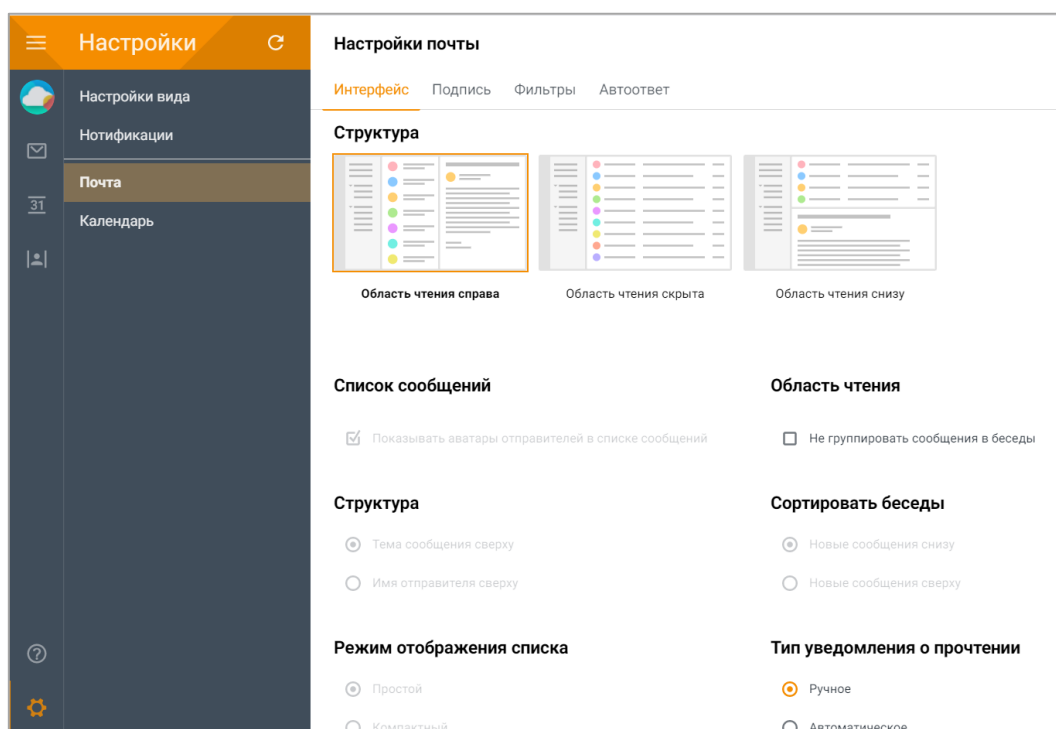 Настройки
Настройки вида
Нотификации
Почта
Календарь
31
Настройки почты
Интерфейс Подпись Фильтры Автоответ
Структура
Область чтения справа Область чтения скрыта Область чтения снизу
Список сообщений
Показывать аватары отправителей в списке сообщений
Структура
Тема сообщения сверху
Имя отправителя сверху
Режим отображения списка
Простой
Компактный
Область чтения
Не группировать сообщения в беседы
Сортировать беседы
Новые сообщения снизу
Новые сообщения сверху
Тип уведомления о прочтении
Ручное
Автоматическое